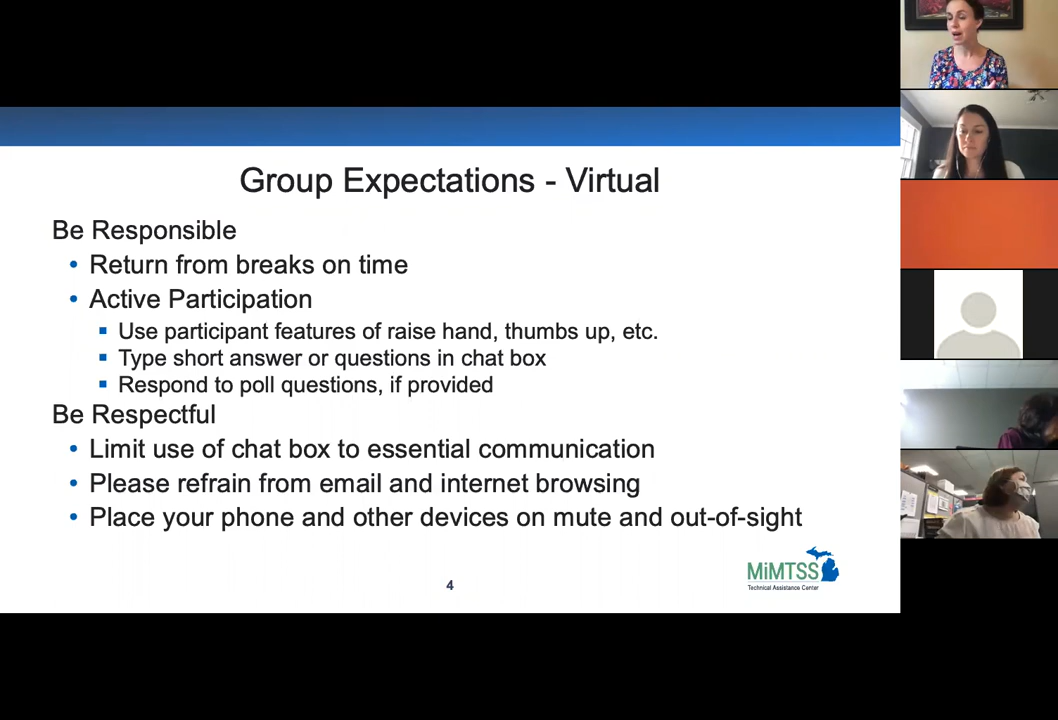 Group Expectations - Virtual
Be Responsible
• Return from breaks on time
• Active Participation
▪ Use participant features of raise hand, thumbs up, etc.
▪ Type short answer or questions in chat box
▪ Respond to poll questions, if provided
Be Respectful
• Limit use of chat box to essential communication
• Please refrain from email and internet browsing
• Place your phone and other devices on mute and out-of-sight
4
MiMTSS
Technical Assistance Center